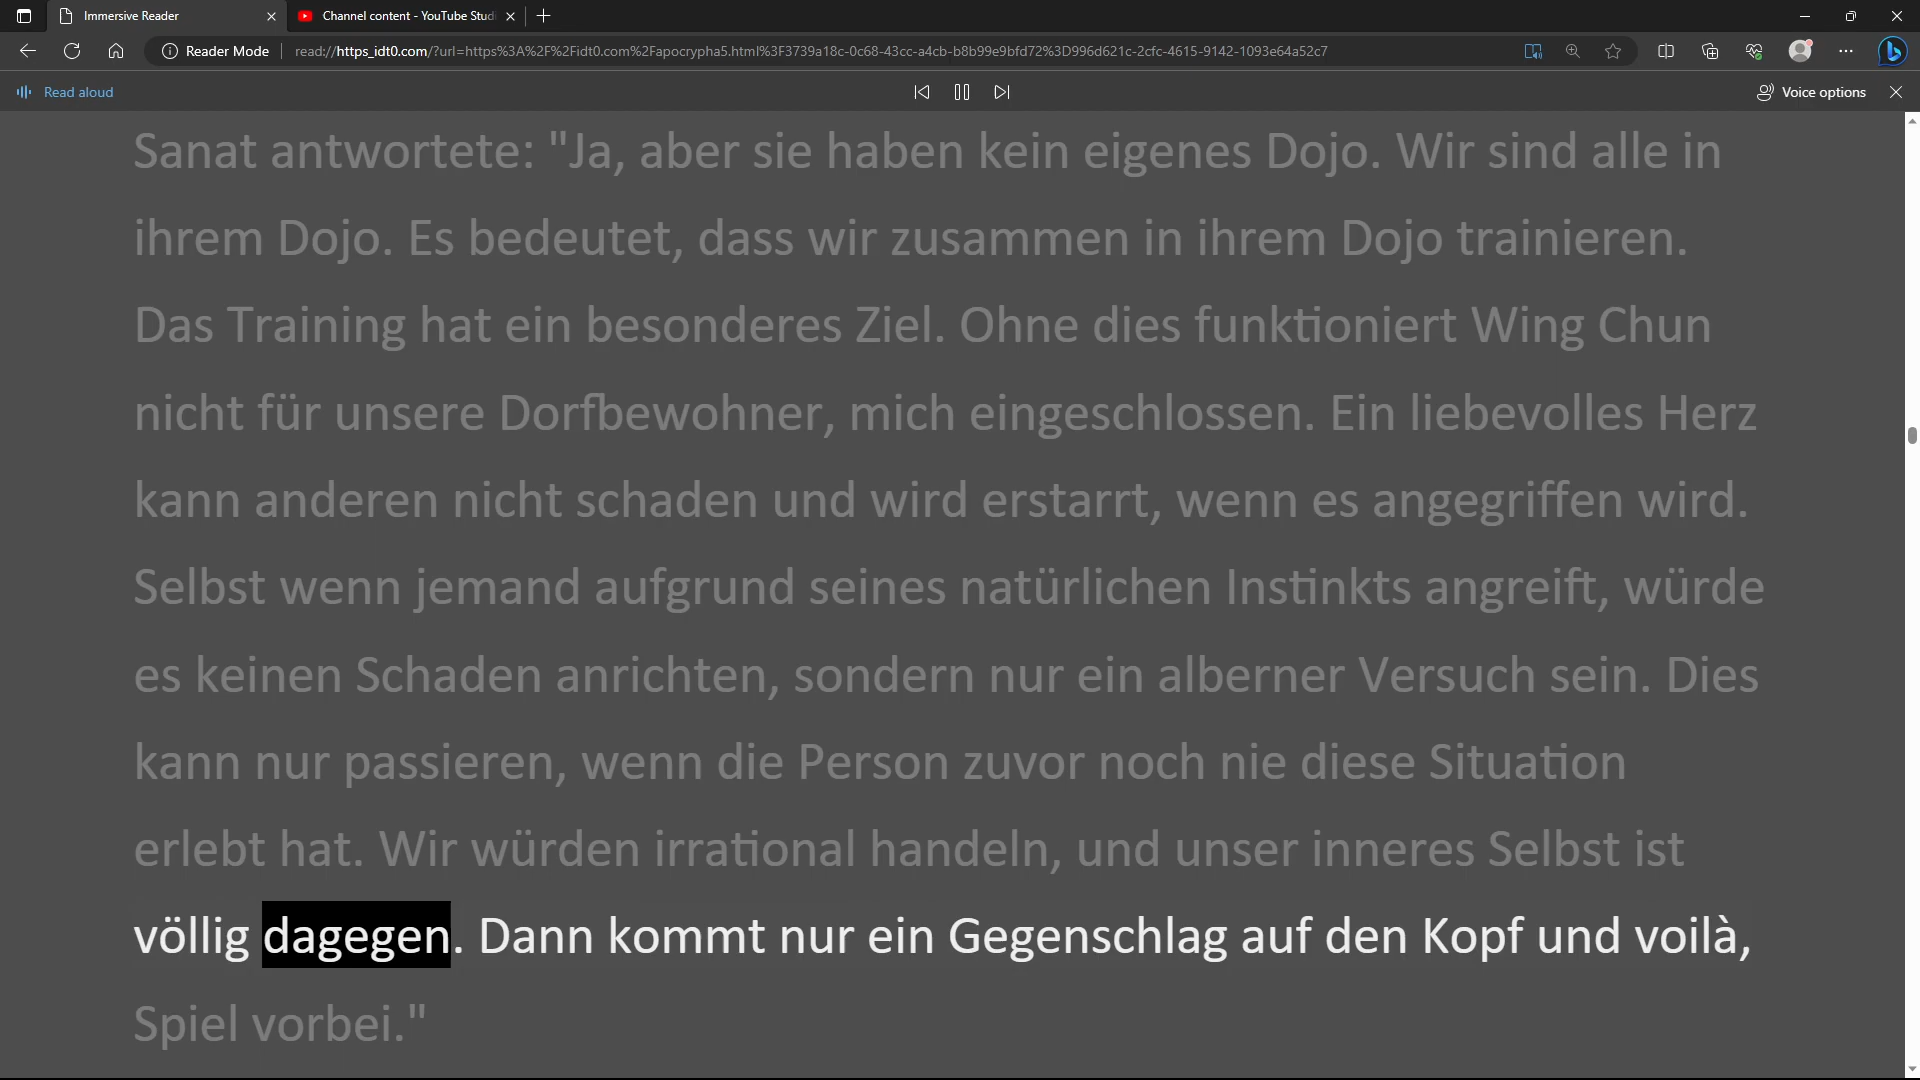 Immersive Reader
Channel content - YouTube Studi
Reader Mode
read://https_idt0.com/?url=https%3A%2F%2Fidt0.com%2Fapocrypha5.html%3F3739a18c-0c68-43cc-a4cb-b8b99e9bfd72%3D996d621c-2cfc-4615-9142-1093e64a52c7
Read aloud
Voice options
Sanat antwortete: "Ja, aber sie haben kein eigenes Dojo. Wir sind alle in
ihrem Dojo. Es bedeutet, dass wir zusammen in ihrem Dojo trainieren.
Das Training hat ein besonderes Ziel. Ohne dies funktioniert Wing Chun
nicht für unsere Dorfbewohner, mich eingeschlossen. Ein liebevolles Herz
kann anderen nicht schaden und wird erstarrt, wenn es angegriffen wird.
Selbst wenn jemand aufgrund seines natürlichen Instinkts angreift, würde
es keinen Schaden anrichten, sondern nur ein alberner Versuch sein. Dies
kann nur passieren, wenn die Person zuvor noch nie diese Situation
erlebt hat. Wir würden irrational handeln, und unser inneres Selbst ist
völlig dagegen. Dann kommt nur ein Gegenschlag auf den Kopf und voilà,
Spiel vorbei."